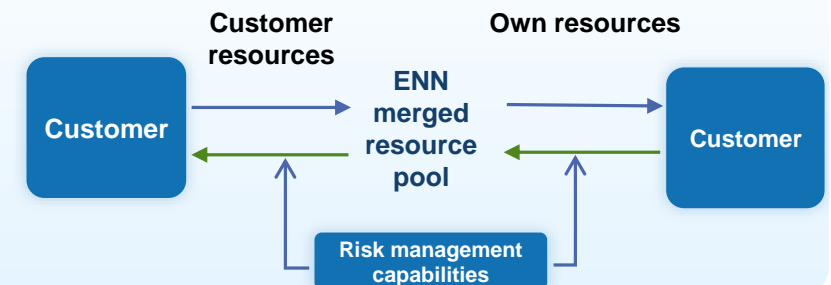 Customer
resources
Own resources
ENN
merged
resource
pool
Customer
Customer
Risk management
capabilities